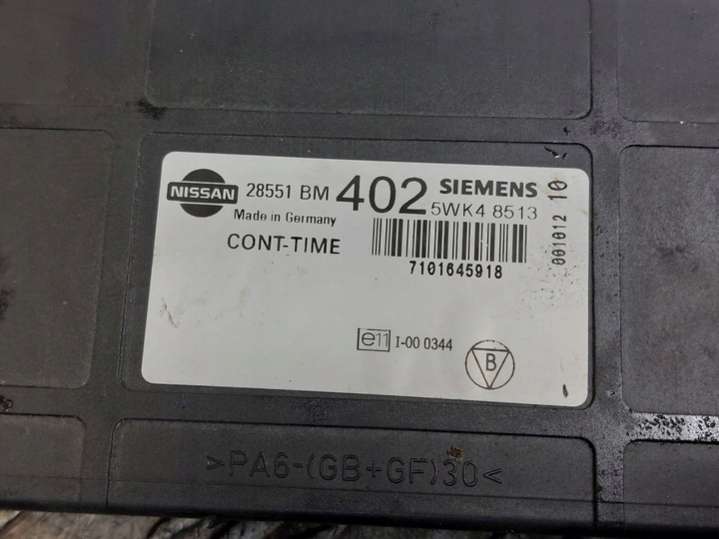 NISSAN 28551 BM 402 SIEMENS
Made in Germany 5WK4 8513
CONT-TIME
7101645918
001012 10
e11 I-00 0344
B
>PA6-(GB+GF)30<